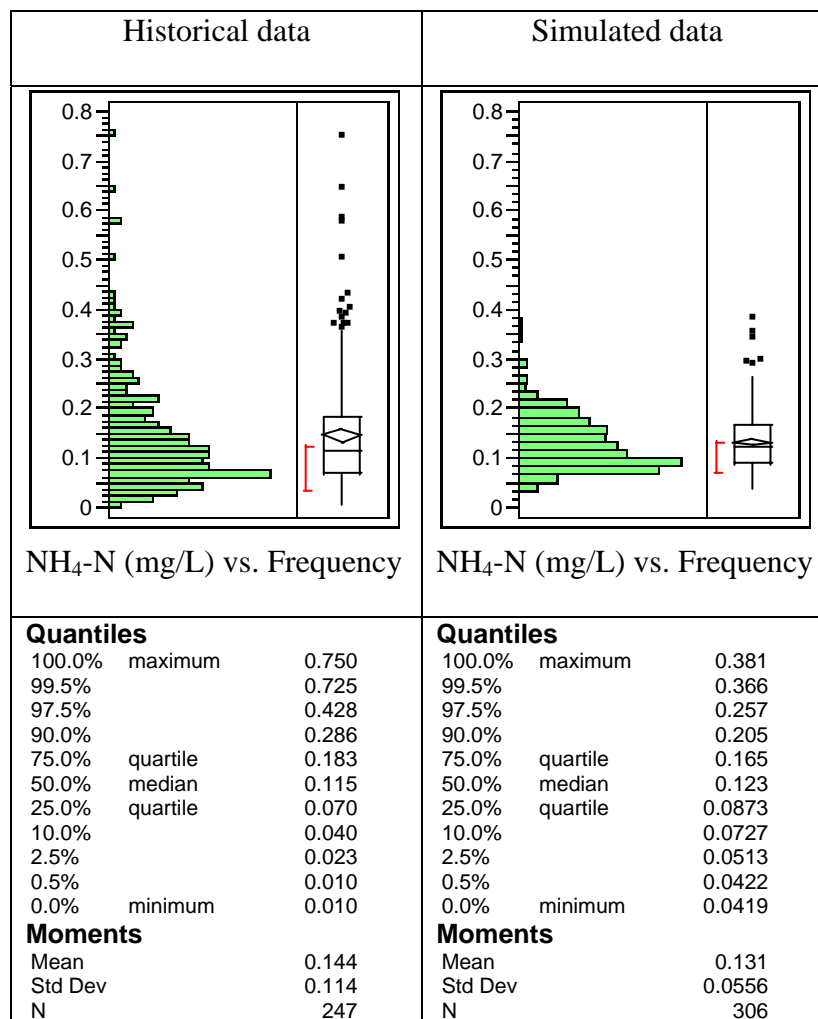 Historical data
Simulated data
0.8
0.7
0.6
0.5
0.4
0.3
0.2
0.1
0
0.8
0.7
0.6
0.5
0.4
0.3
0.2
0.1
0
NH₄-N (mg/L) vs. Frequency
NH₄-N (mg/L) vs. Frequency
Quantiles
100.0% maximum 0.750
99.5% 0.725
97.5% 0.428
90.0% 0.286
75.0% quartile 0.183
50.0% median 0.115
25.0% quartile 0.070
10.0% 0.040
2.5% 0.023
0.5% 0.010
0.0% minimum 0.010
Moments
Mean 0.144
Std Dev 0.114
N 247
Quantiles
100.0% maximum 0.381
99.5% 0.366
97.5% 0.257
90.0% 0.205
75.0% quartile 0.165
50.0% median 0.123
25.0% quartile 0.0873
10.0% 0.0727
2.5% 0.0513
0.5% 0.0422
0.0% minimum 0.0419
Moments
Mean 0.131
Std Dev 0.0556
N 306